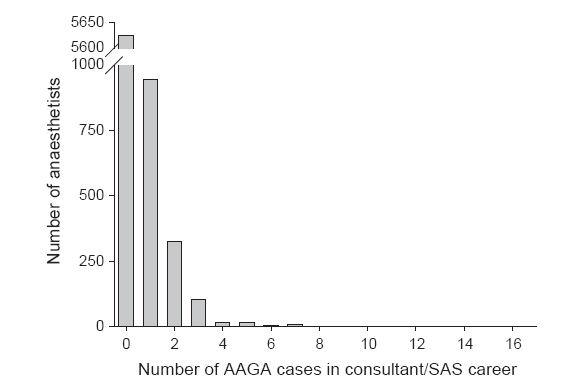 5650
5600
1000
750
500
250
0
Number of anaesthetists
0 2 4 6 8 10 12 14 16
Number of AAGA cases in consultant/SAS career